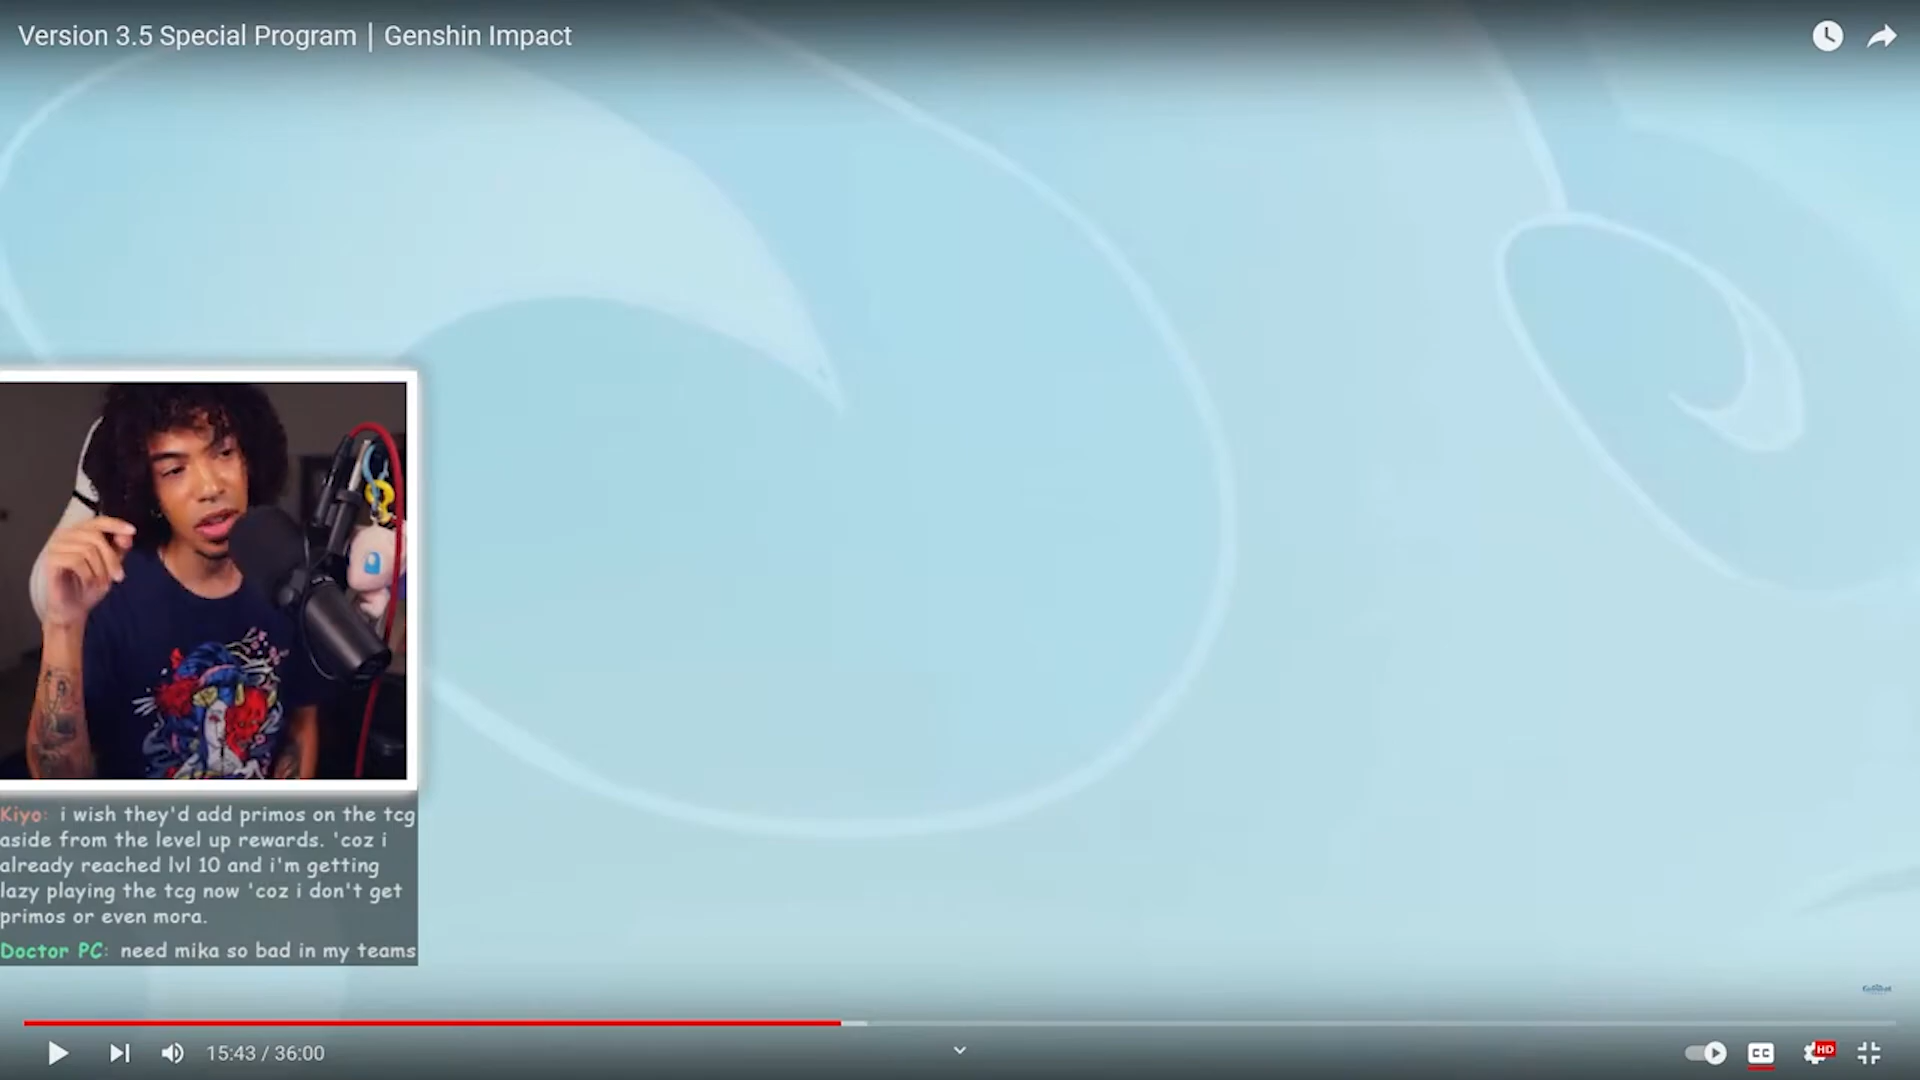 Version 3.5 Special Program | Genshin Impact
Kiyo: i wish they'd add primos on the tcg
aside from the level up rewards. 'coz i
already reached lvl 10 and i'm getting
lazy playing the tcg now 'coz i don't get
primos or even mora.
Doctor PC: need mika so bad in my teams
15:43 / 36:00
CC
HD